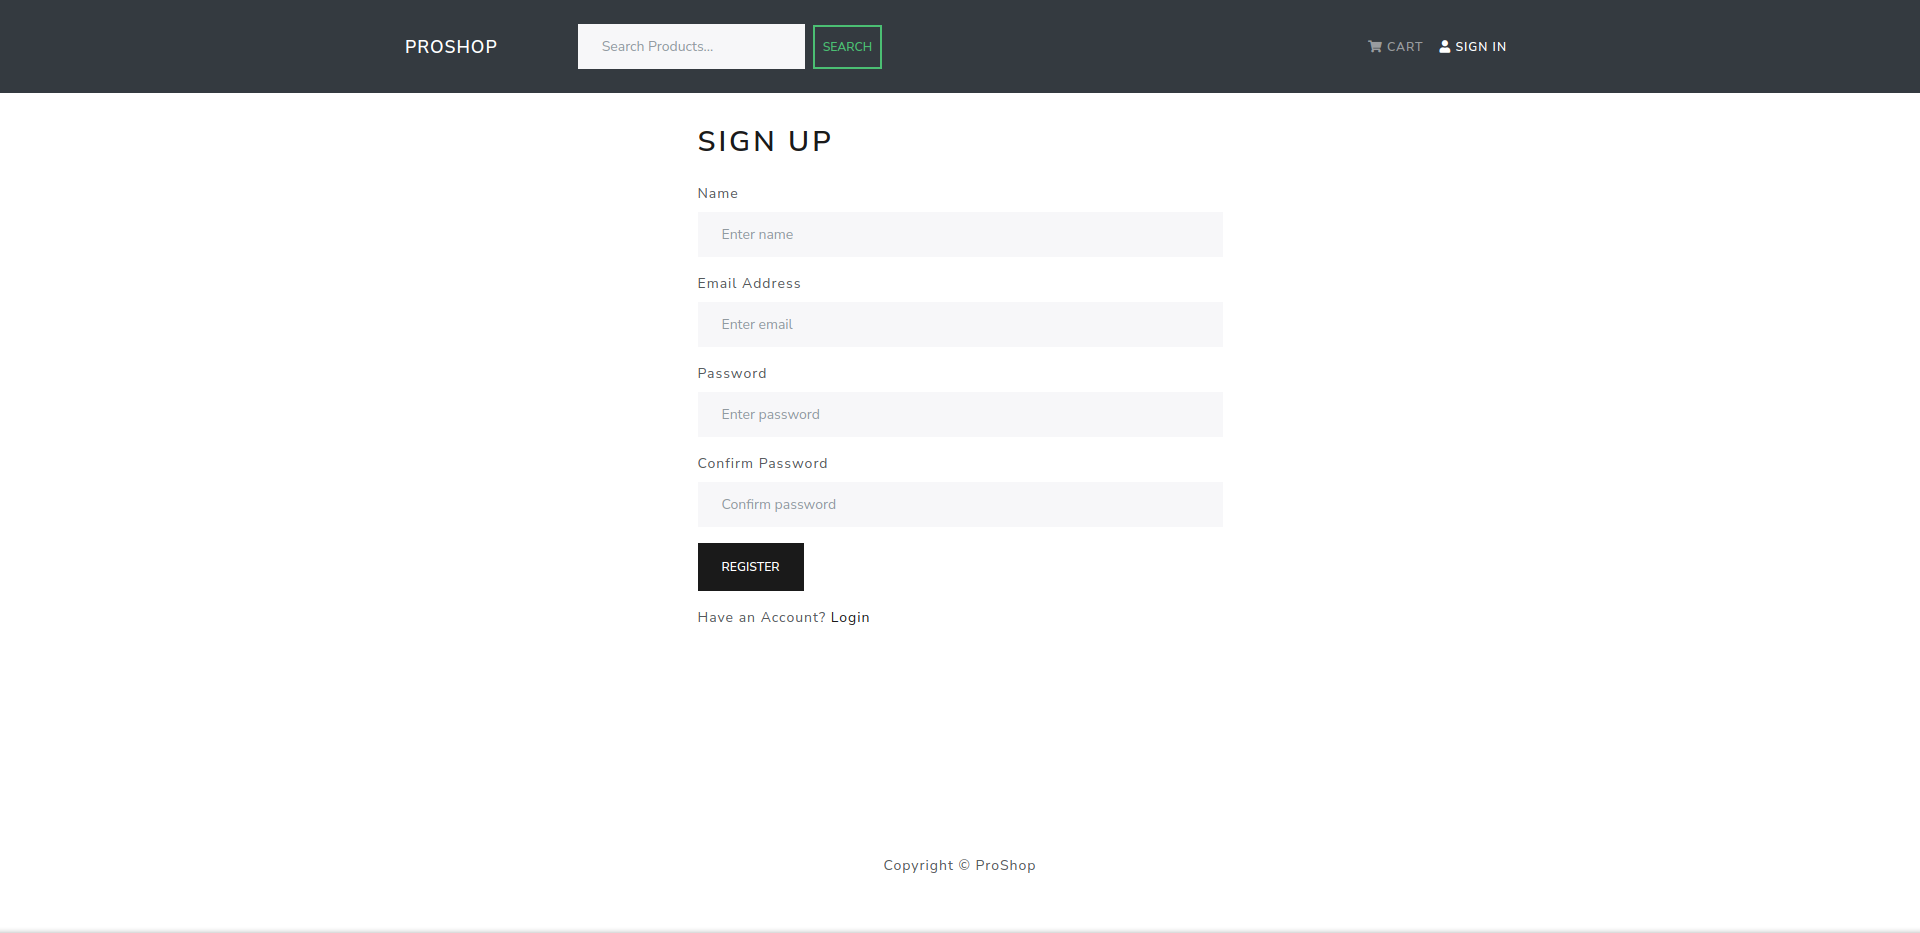 PROSHOP
Search Products...
SEARCH
CART
SIGN IN
SIGN UP
Name
Enter name
Email Address
Enter email
Password
Enter password
Confirm Password
Confirm password
REGISTER
Have an Account? Login
Copyright © ProShop